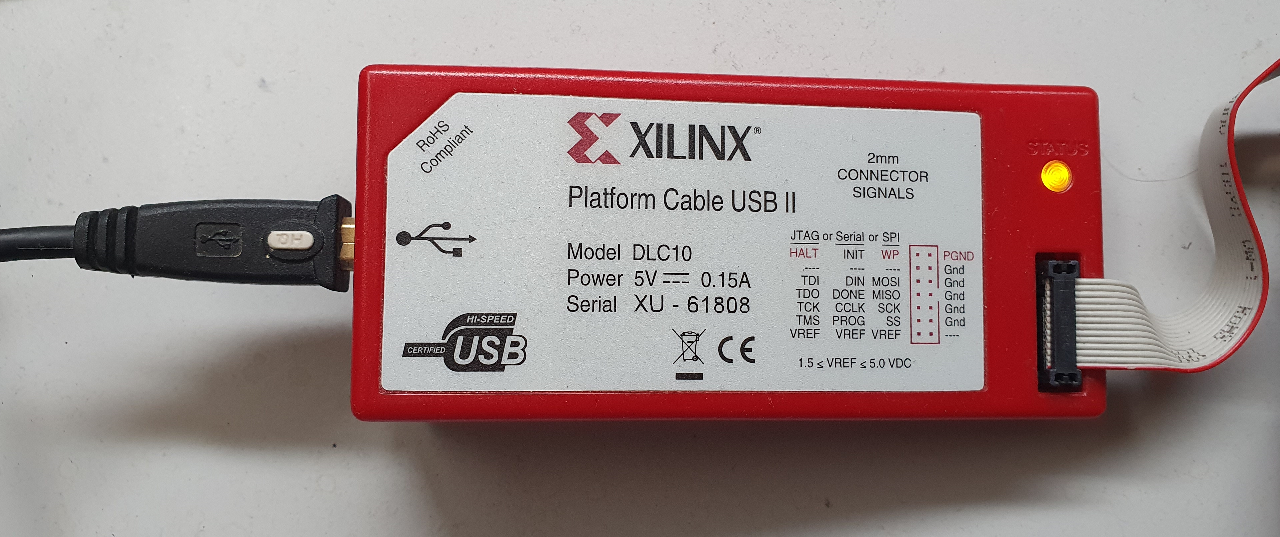 RoHS
Compliant
XILINX®
Platform Cable USB II
Model DLC10
Power 5V 0.15A
Serial XU - 61808
HI-SPEED
CERTIFIED USB
CE
2mm
CONNECTOR
SIGNALS
JTAG or Serial or SPI
HALT INIT WP PGND
---- ---- ---- Gnd
TDI DIN MOSI Gnd
TDO DONE MISO Gnd
TCK CCLK SCK Gnd
TMS PROG SS Gnd
VREF VREF VREF ----
1.5 ≤ VREF ≤ 5.0 VDC
STATUS